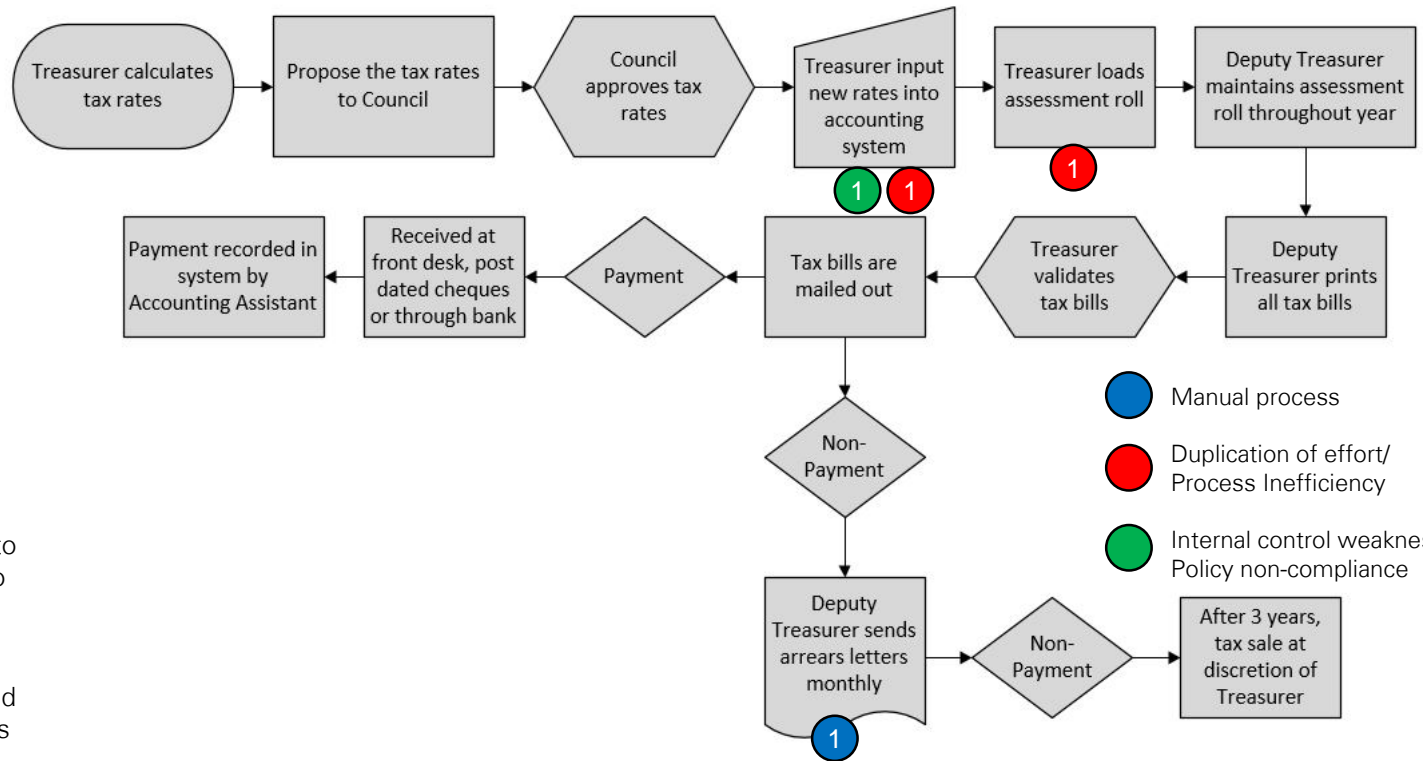 Treasurer calculates
tax rates
Propose the tax rates
to Council
Council
approves tax
rates
Treasurer input
new rates into
accounting
system
1
1
Treasurer loads
assessment roll
1
Deputy Treasurer
maintains assessment
roll throughout year
Deputy
Treasurer prints
all tax bills
Treasurer
validates
tax bills
Tax bills are
mailed out
Payment
Received at
front desk, post
dated cheques
or through bank
Payment recorded in
system by
Accounting Assistant
Non-
Payment
Deputy
Treasurer sends
arrears letters
monthly
1
Non-
Payment
After 3 years,
tax sale at
discretion of
Treasurer
Manual process
Duplication of effort/
Process Inefficiency
Internal control
Policy non-compliance
to